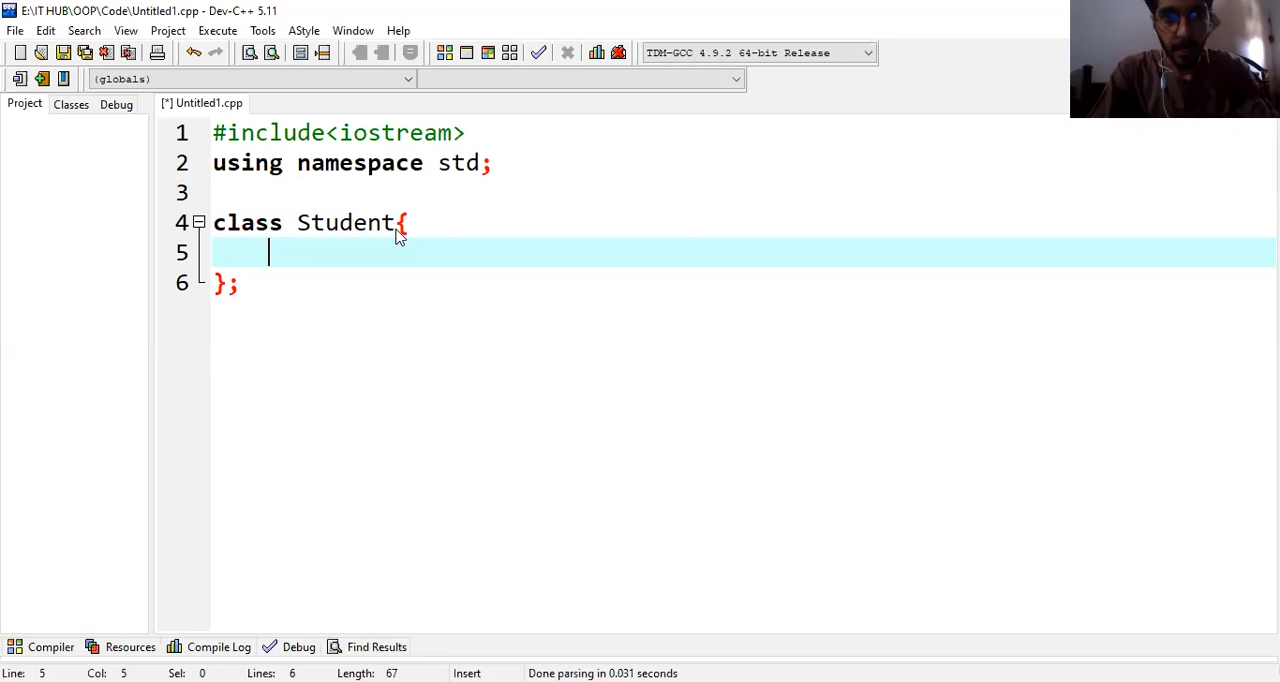 E:\IT HUB\OOP\Code\Untitled1.cpp - Dev-C++ 5.11
File Edit Search View Project Execute Tools AStyle Window Help
TDM-GCC 4.9.2 64-bit Release
(globals)
Project Classes Debug [*] Untitled1.cpp
1 #include<iostream>
2 using namespace std;
3
4 class Student{
5
6 };
Compiler Resources Compile Log Debug Find Results
Line: 5 Col: 5 Sel: 0 Lines: 6 Length: 67 Insert Done parsing in 0.031 seconds